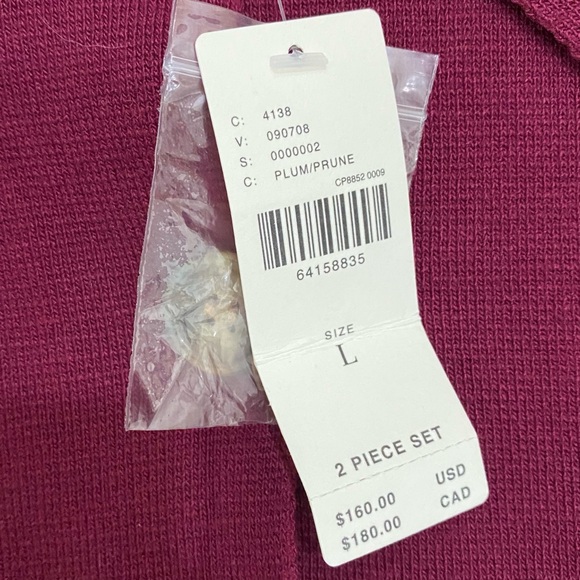 C: 4138
V: 090708
S: 0000002
C: PLUM/PRUNE
CP8852 0009
64158835
SIZE
L
2 PIECE SET
$160.00 USD
$180.00 CAD